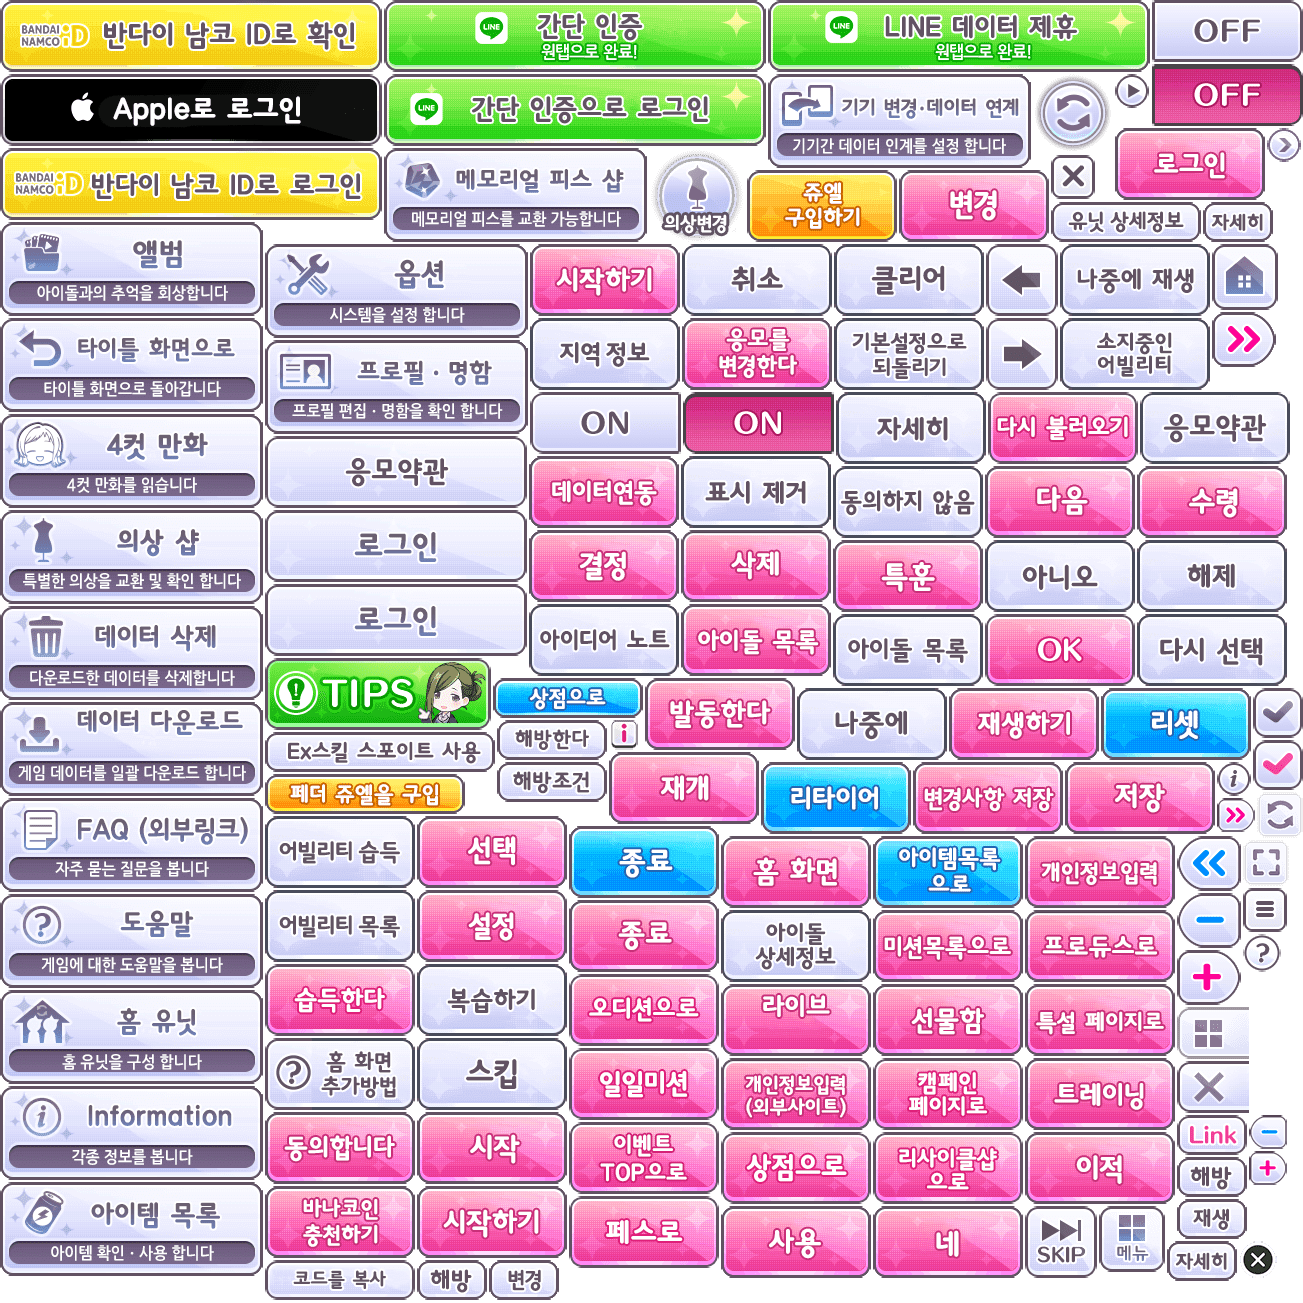 BANDAI NAMCO iD 반다이 남코 ID로 확인
LINE 간단 인증
원탭으로 완료!
LINE LINE 데이터 제휴
원탭으로 완료!
OFF
OFF
Apple로 로그인
LINE 간단 인증으로 로그인
기기 변경·데이터 연계
기기간 데이터 인계를 설정 합니다
로그인
BANDAI NAMCO iD 반다이 남코 ID로 로그인
메모리얼 피스 샵
메모리얼 피스를 교환 가능합니다
의상변경
쥬엘
구입하기
변경
유닛 상세정보
자세히
앨범
아이돌과의 추억을 회상합니다
옵션
시스템을 설정 합니다
시작하기
취소
클리어
나중에 재생
타이틀 화면으로
타이틀 화면으로 돌아갑니다
프로필 · 명함
프로필 편집 · 명함을 확인 합니다
지역 정보
응모를
변경한다
기본설정으로
되돌리기
소지중인
어빌리티
4컷 만화
4컷 만화를 읽습니다
응모약관
ON
ON
자세히
다시 불러오기
응모약관
의상 샵
특별한 의상을 교환 및 확인 합니다
로그인
데이터연동
표시 제거
동의하지 않음
다음
수령
데이터 삭제
다운로드한 데이터를 삭제합니다
로그인
결정
삭제
특훈
아니오
해제
아이디어 노트
아이돌 목록
아이돌 목록
OK
다시 선택
데이터 다운로드
게임 데이터를 일괄 다운로드 합니다
TIPS
상점으로
발동한다
나중에
재생하기
리셋
Ex스킬 스포이트 사용
해방한다
i
페더 쥬엘을 구입
해방조건
재개
리타이어
변경사항 저장
저장
i
FAQ (외부링크)
자주 묻는 질문을 봅니다
어빌리티 습득
선택
종료
홈 화면
아이템목록
으로
개인정보입력
도움말
게임에 대한 도움말을 봅니다
어빌리티 목록
설정
종료
아이돌
상세정보
미션목록으로
프로듀스로
?
홈 유닛
홈 유닛을 구성 합니다
습득한다
복습하기
오디션으로
라이브
선물함
특설 페이지로
Information
각종 정보를 봅니다
홈 화면
추가방법
스킵
일일미션
개인정보입력
(외부사이트)
캠페인
페이지로
트레이닝
Link
동의합니다
시작
이벤트
TOP으로
상점으로
리사이클샵
으로
이적
해방
아이템 목록
아이템 확인 · 사용 합니다
바나코인
충천하기
시작하기
페스로
사용
네
SKIP
메뉴
재생
자세히
코드를 복사
해방
변경